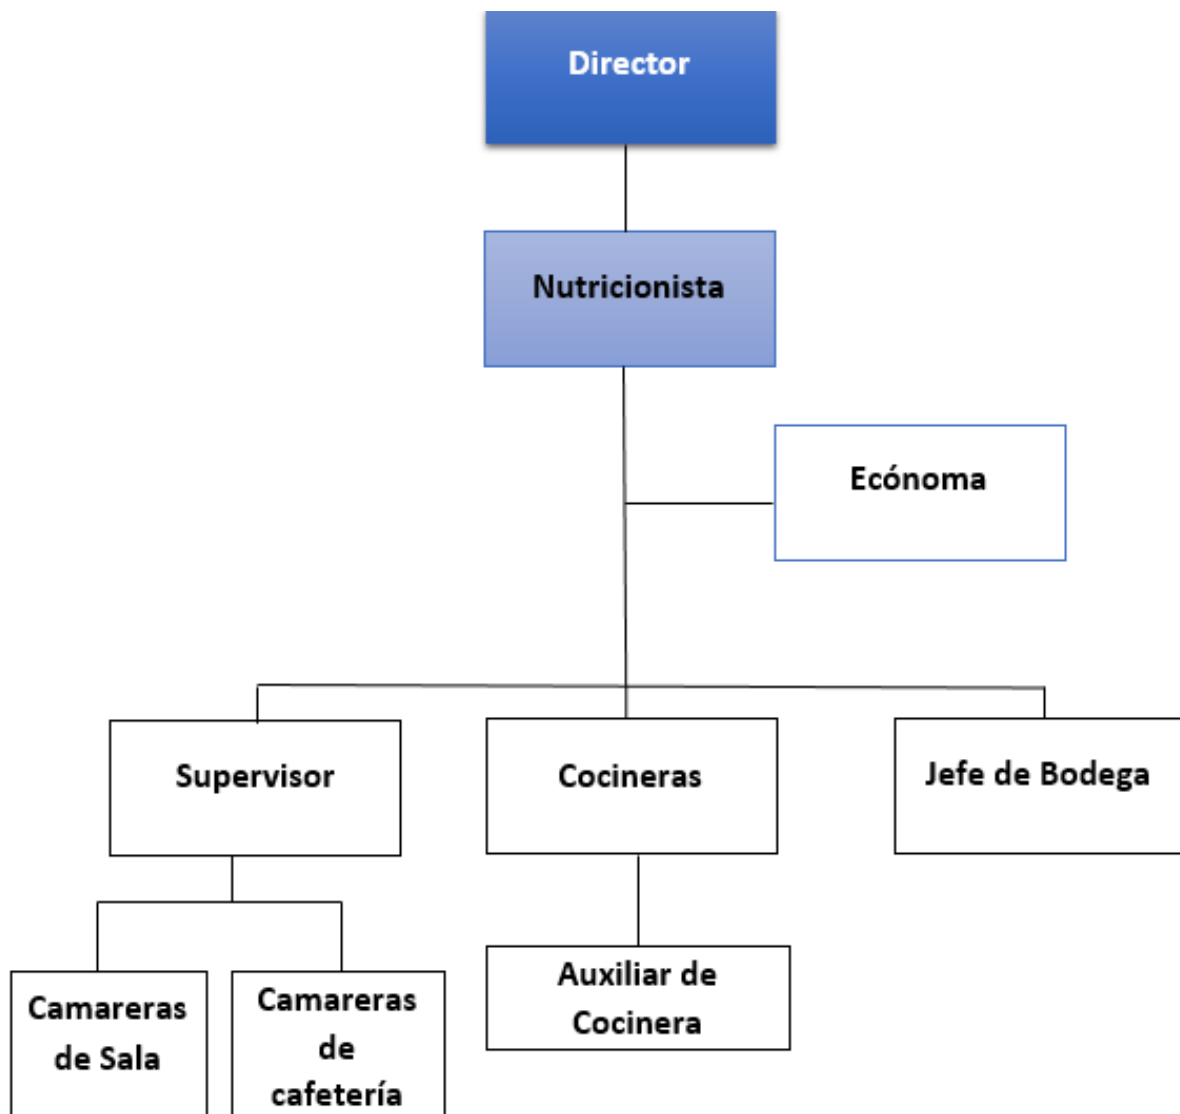 Director
Nutricionista
Ecónoma
Supervisor
Cocineras
Jefe de Bodega
Camareras
de Sala
Camareras
de
cafetería
Auxiliar de
Cocinera